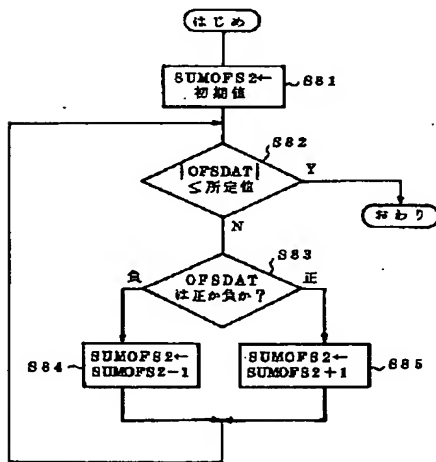 はじめ
SUMOFS2←
初期値
S81
S82
|OFSDAT|
≤所定値
Y
おわり
N
S83
負
OFSDAT
は正か負か?
正
S84
SUMOFS2←
SUMOFS2-1
SUMOFS2←
SUMOFS2+1
S85